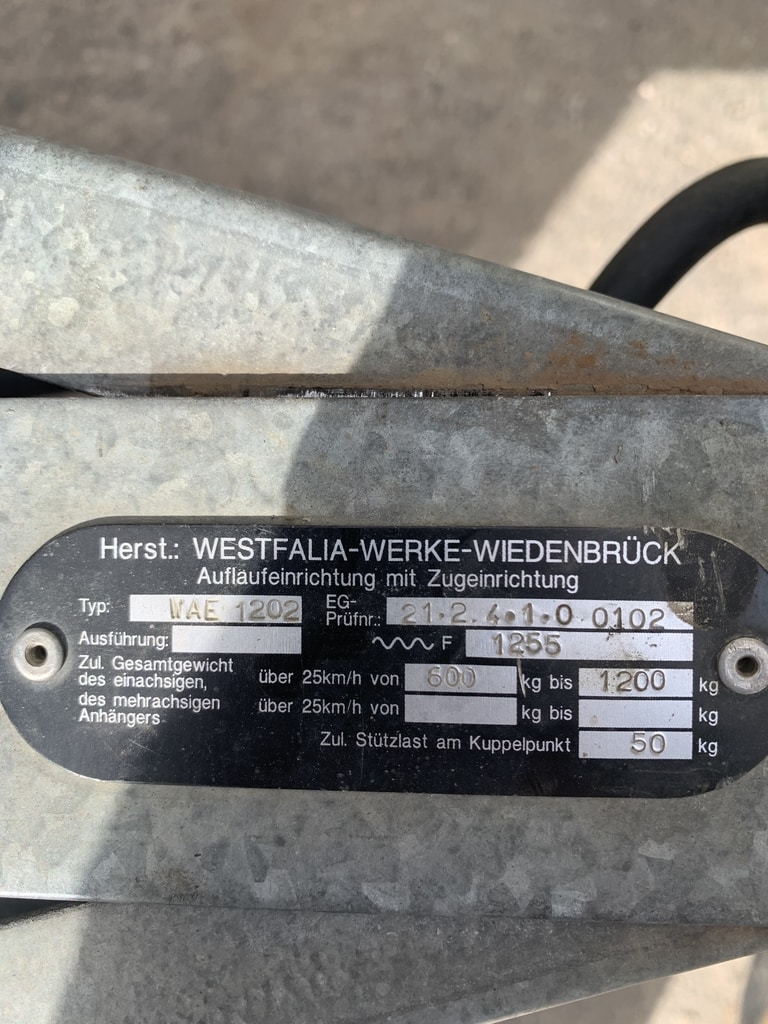 Herst.: WESTFALIA-WERKE-WIEDENBRÜCK
Auflaufeinrichtung mit Zugeinrichtung
Typ: WAE 1202 EG-Prüfnr.: 21.2.4.1.0 0102
Ausführung: F 1255
Zul. Gesamtgewicht
des einachsigen, über 25km/h von 600 kg bis 1200 kg
des mehrachsigen über 25km/h von kg bis kg
Anhängers
Zul. Stützlast am Kuppelpunkt 50 kg